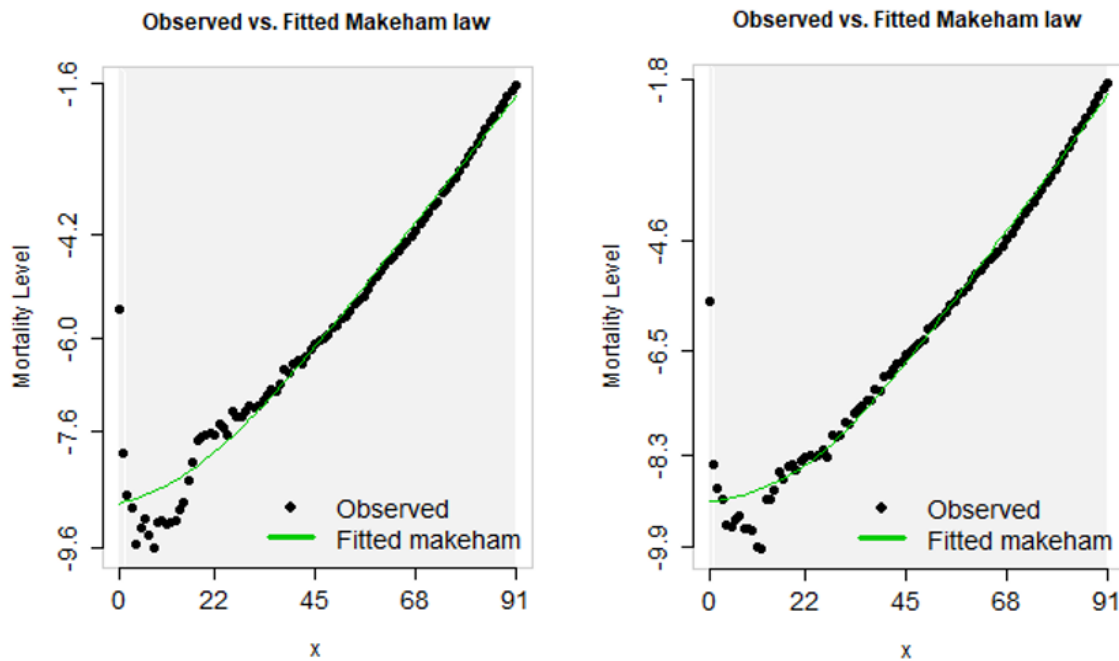 Observed vs. Fitted Makeham law
Mortality Level
-1.6
-4.2
-6.0
-7.6
-9.6
Observed
Fitted makeham
0 22 45 68 91
x
Observed vs. Fitted Makeham law
Mortality Level
-1.8
-4.6
-6.5
-8.3
-9.9
Observed
Fitted makeham
0 22 45 68 91
x